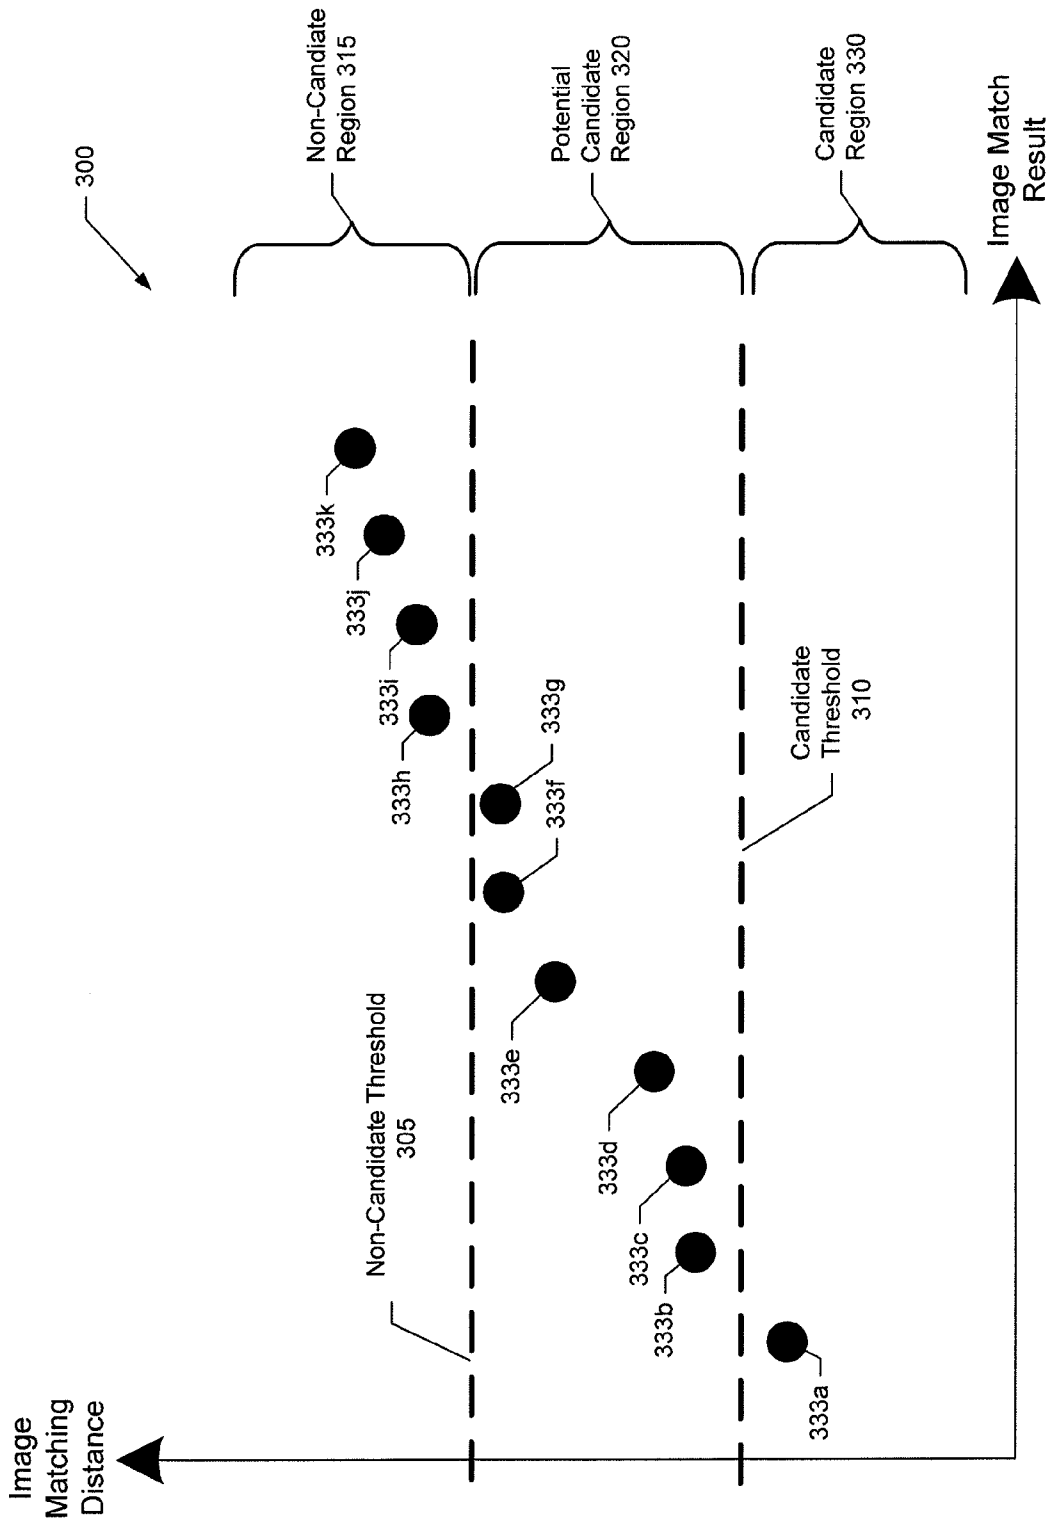 300
Image
Matching
Distance
Non-Candidate Threshold
305
Non-Candiate
Region 315
Potential
Candidate
Region 320
Candidate
Region 330
Candidate
Threshold
310
333a
333b
333c
333d
333e
333f
333g
333h
333i
333j
333k
Image Match
Result